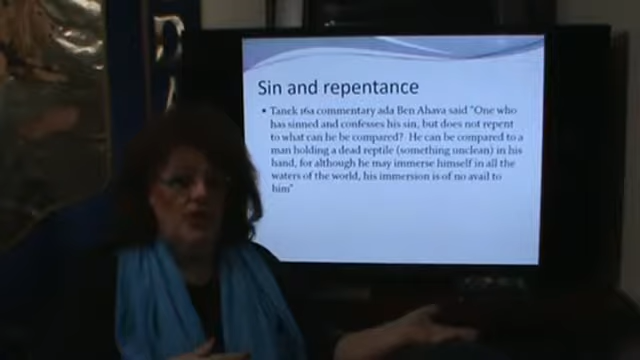 Sin and repentance
• Tanek 16a commentary ada Ben Ahava said "One who
has sinned and confesses his sin, but does not repent
to what can he be compared? He can be compared to a
man holding a dead reptile (something unclean) in his
hand, for although he may immerse himself in all the
waters of the world, his immersion is of no avail to
him"